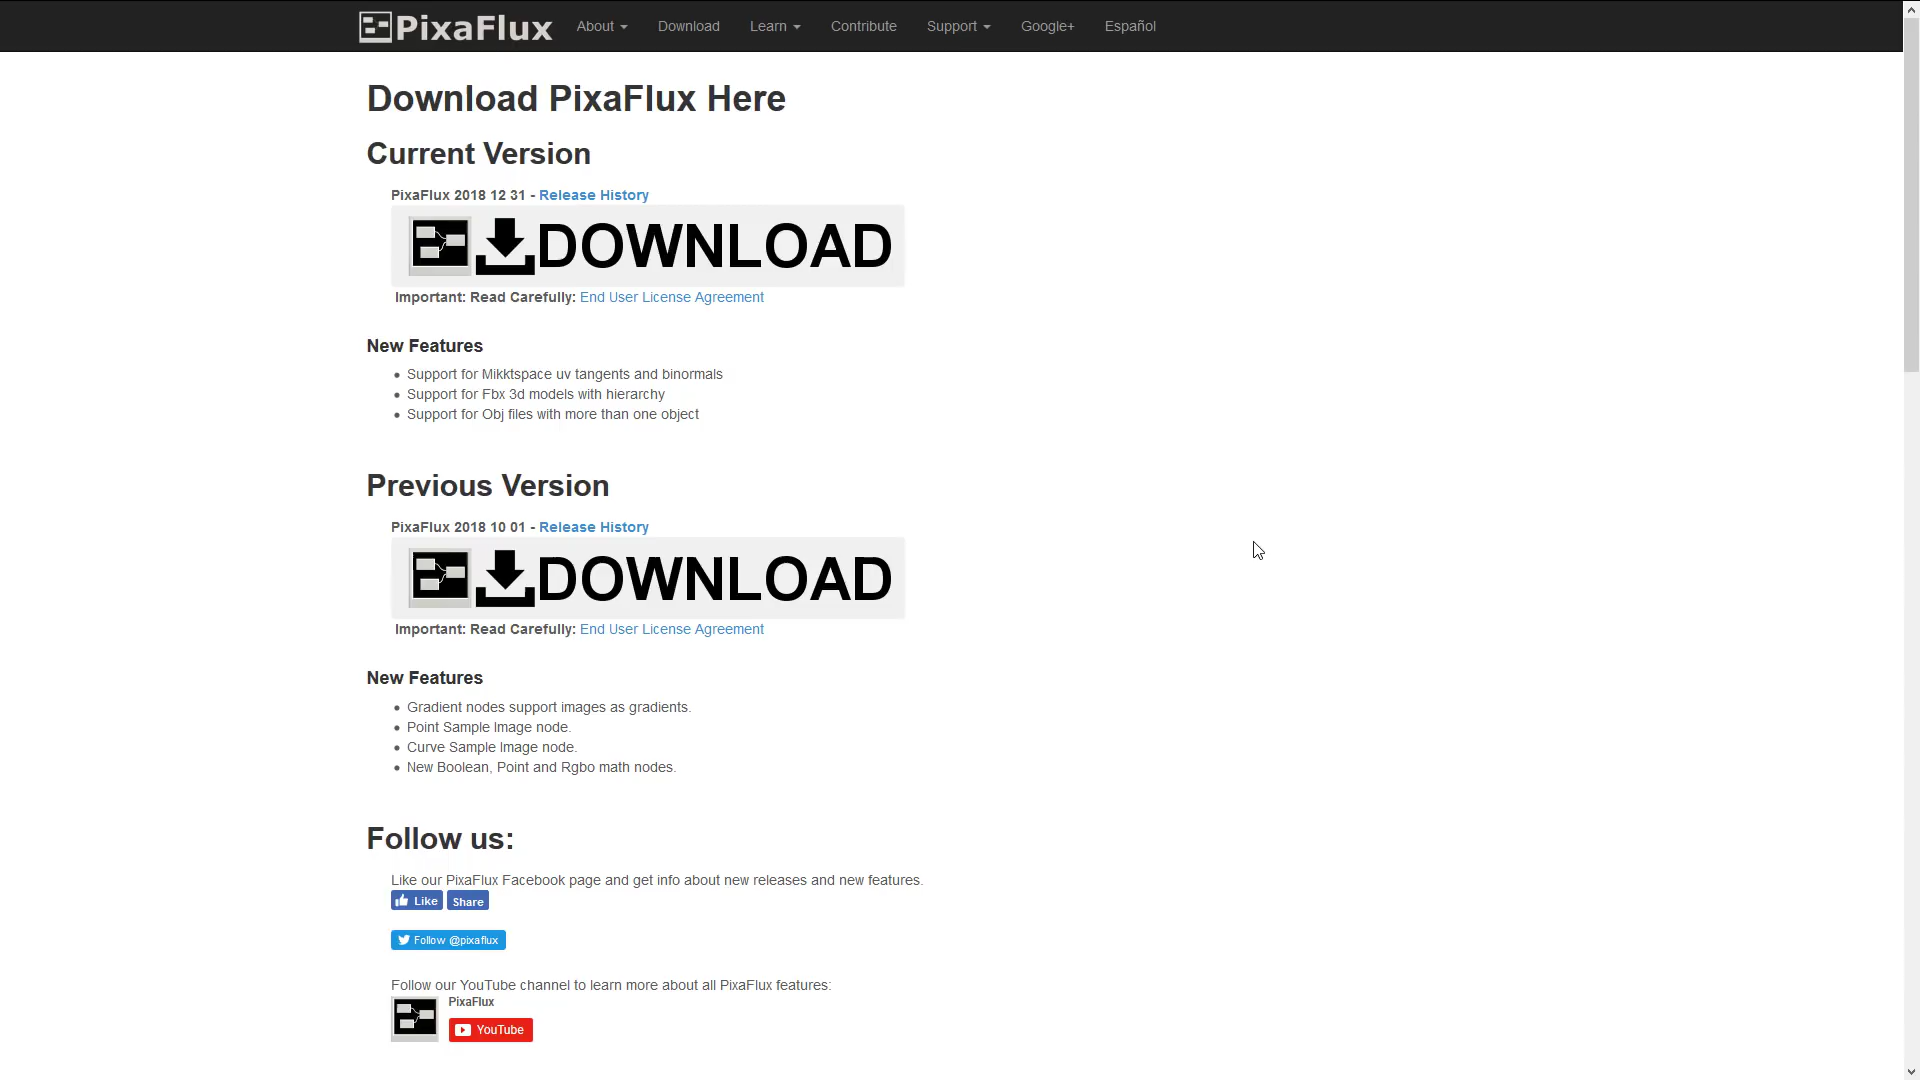 PixaFlux About Download Learn Contribute Support Google+ Español
Download PixaFlux Here
Current Version
PixaFlux 2018 12 31 - Release History
DOWNLOAD
Important: Read Carefully: End User License Agreement
New Features
Support for Mikktspace uv tangents and binormals
Support for Fbx 3d models with hierarchy
Support for Obj files with more than one object
Previous Version
PixaFlux 2018 10 01 - Release History
DOWNLOAD
Important: Read Carefully: End User License Agreement
New Features
Gradient nodes support images as gradients.
Point Sample Image node.
Curve Sample Image node.
New Boolean, Point and Rgbo math nodes.
Follow us:
Like our PixaFlux Facebook page and get info about new releases and new features.
Like Share
Follow @pixaflux
Follow our YouTube channel to learn more about all PixaFlux features:
PixaFlux
YouTube